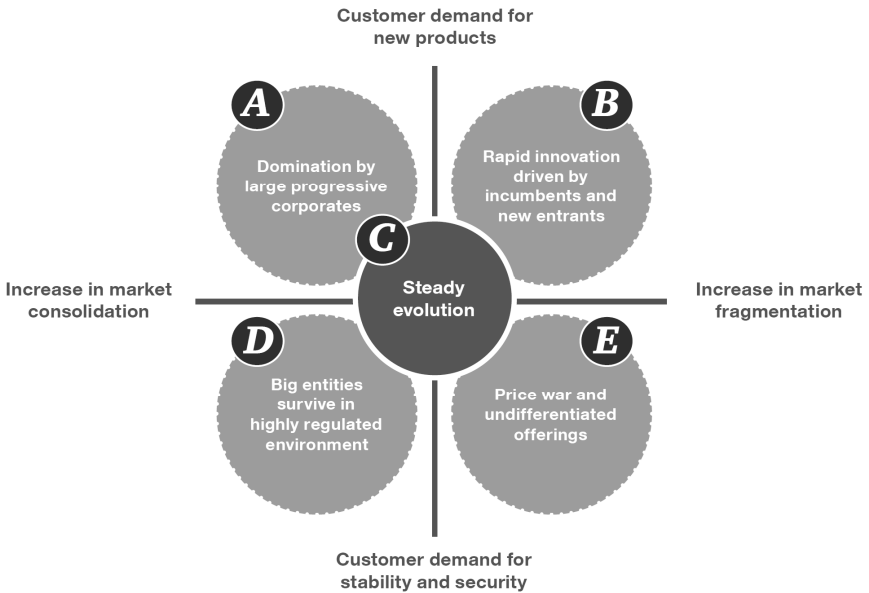 Customer demand for
new products
A
Domination by
large progressive
corporates
B
Rapid innovation
driven by
incumbents and
new entrants
C
Steady
evolution
Increase in market
consolidation
Increase in market
fragmentation
D
Big entities
survive in
highly regulated
environment
E
Price war and
undifferentiated
offerings
Customer demand for
stability and security